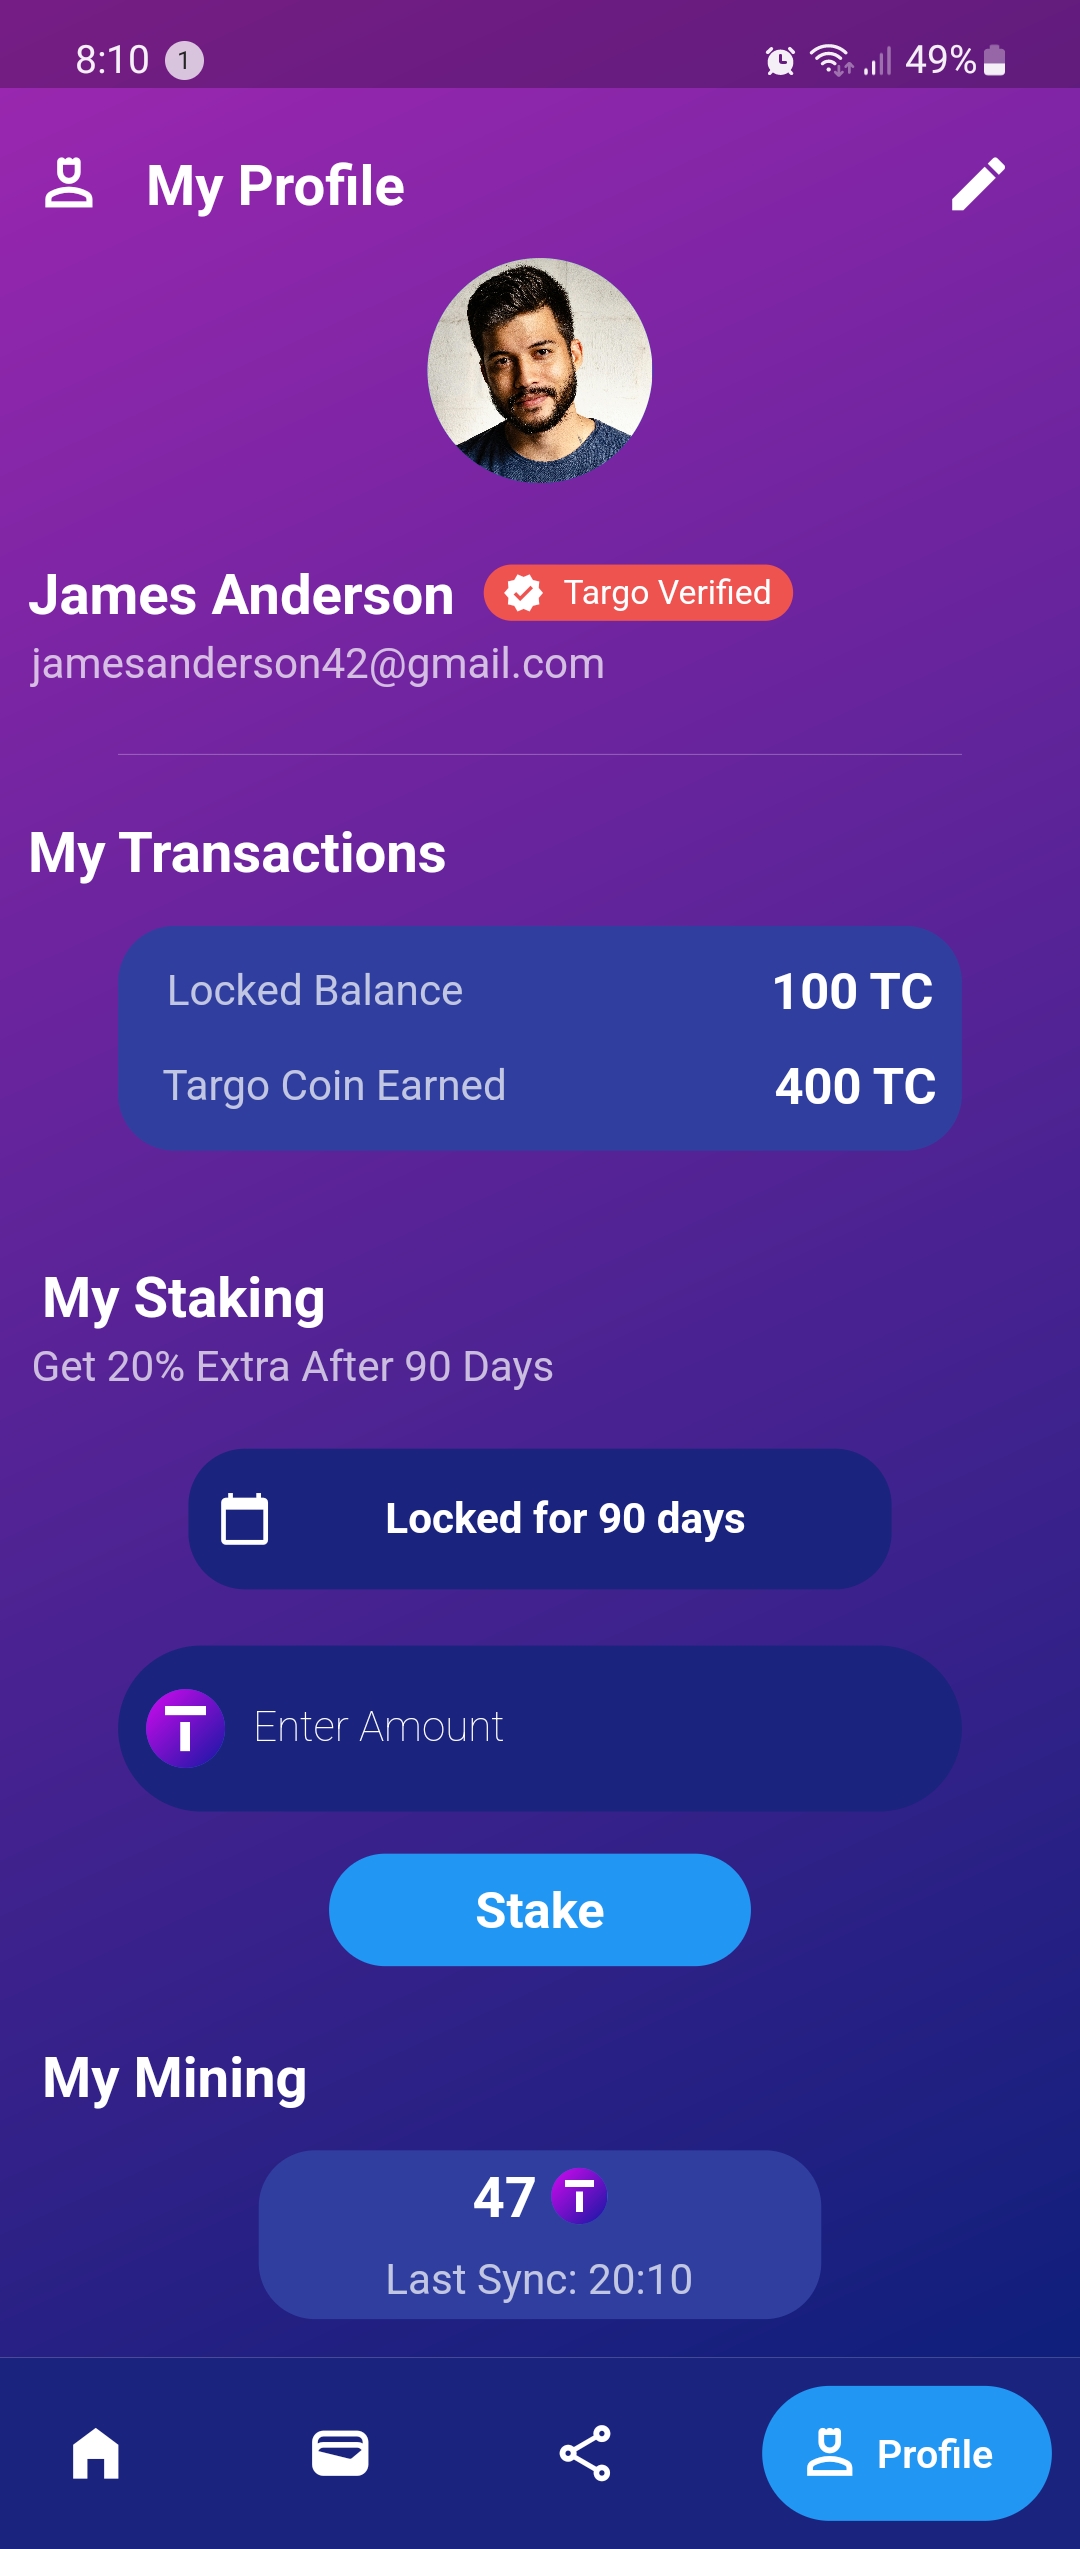 8:10 1 49%
My Profile
James Anderson Targo Verified
jamesanderson42@gmail.com
My Transactions
Locked Balance 100 TC
Targo Coin Earned 400 TC
My Staking
Get 20% Extra After 90 Days
Locked for 90 days
T Enter Amount
Stake
My Mining
47 T
Last Sync: 20:10
Profile